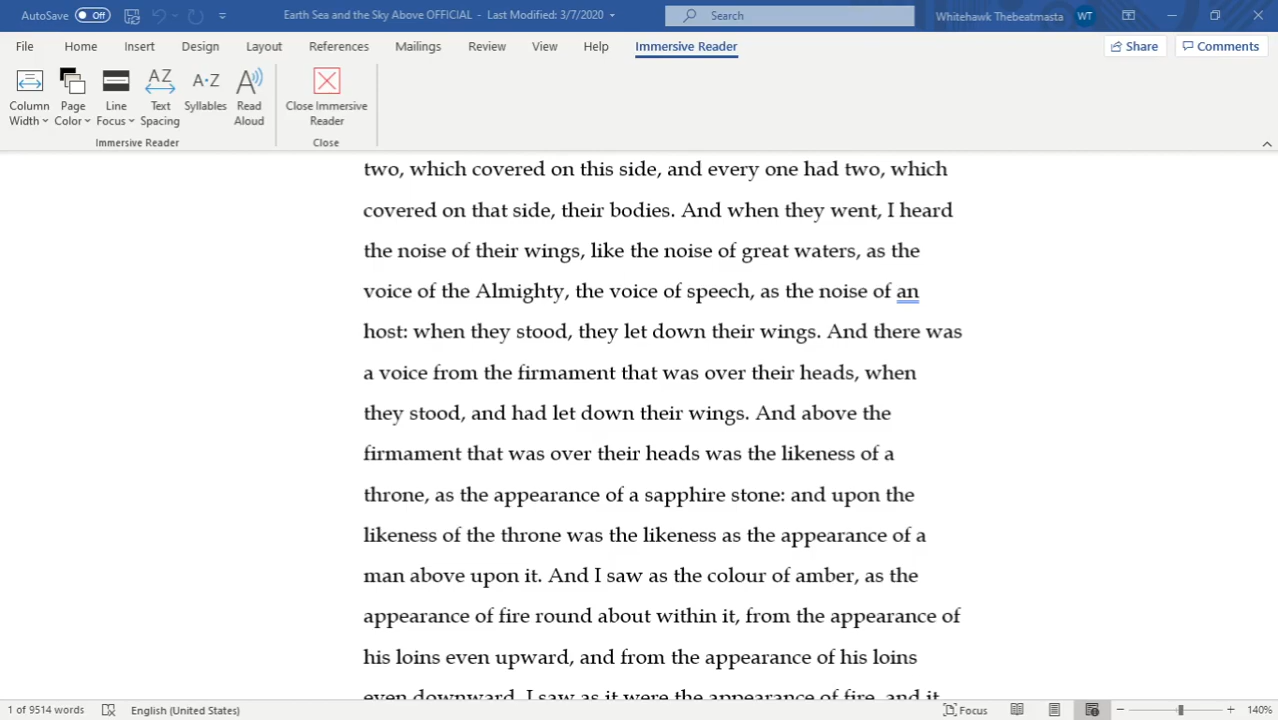 AutoSave Off Earth Sea and the Sky Above OFFICIAL - Last Modified: 3/7/2020 Search Whitehawk Thebeatmasta WT
File Home Insert Design Layout References Mailings Review View Help Immersive Reader Share Comments
AZ A·Z A
Column Width Page Color Line Focus Text Spacing Syllables Read Aloud Close Immersive Reader
Immersive Reader Close
two, which covered on this side, and every one had two, which
covered on that side, their bodies. And when they went, I heard
the noise of their wings, like the noise of great waters, as the
voice of the Almighty, the voice of speech, as the noise of an
host: when they stood, they let down their wings. And there was
a voice from the firmament that was over their heads, when
they stood, and had let down their wings. And above the
firmament that was over their heads was the likeness of a
throne, as the appearance of a sapphire stone: and upon the
likeness of the throne was the likeness as the appearance of a
man above upon it. And I saw as the colour of amber, as the
appearance of fire round about within it, from the appearance of
his loins even upward, and from the appearance of his loins
even downward, I saw as it were the appearance of fire, and it
1 of 9514 words English (United States) Focus 140%